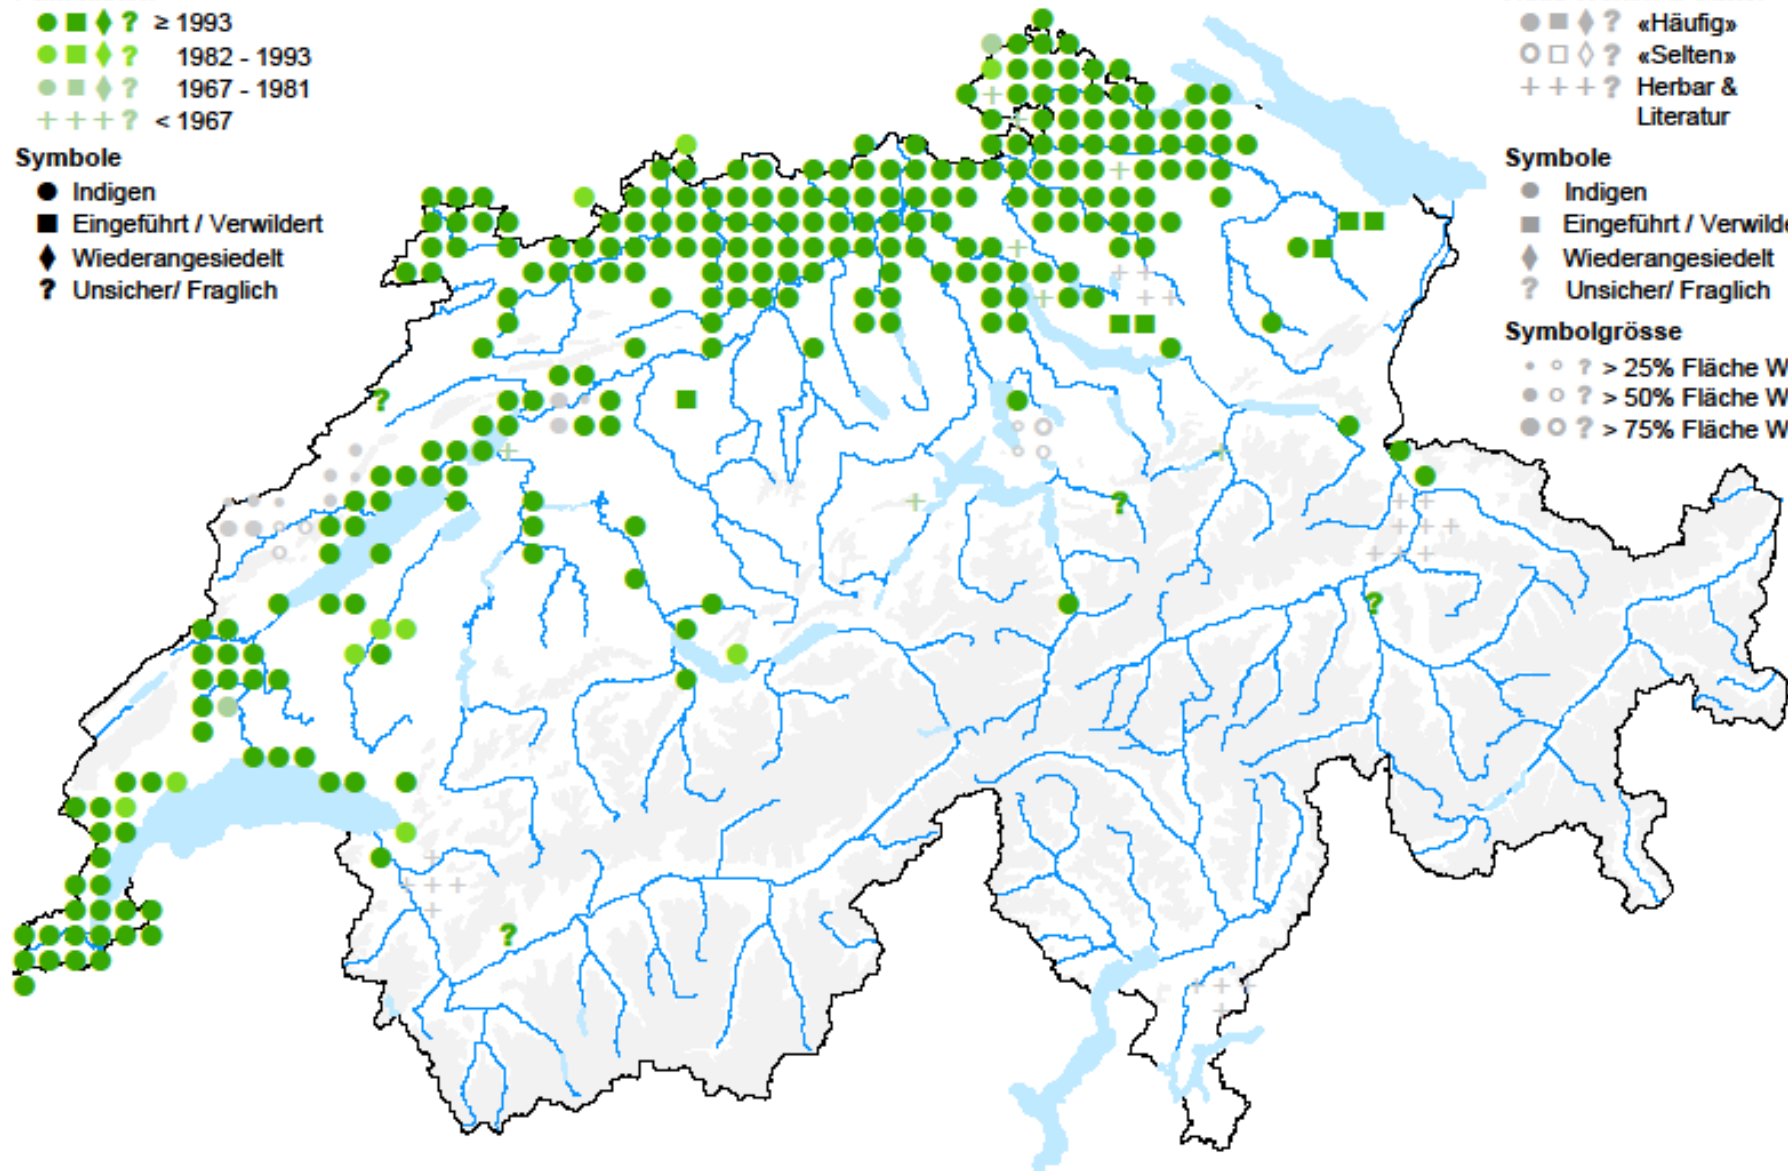 ≥ 1993
? 1982 - 1993
? 1967 - 1981
+ + + ? < 1967
Symbole
Indigen
Eingeführt / Verwildert
Wiederangesiedelt
? Unsicher/ Fraglich
? «Häufig»
? «Selten»
+ + + ? Herbar &
Literatur
Symbole
Indigen
Eingeführt / Verwilde
Wiederangesiedelt
? Unsicher/ Fraglich
Symbolgrösse
? > 25% Fläche W
? > 50% Fläche W
? > 75% Fläche W